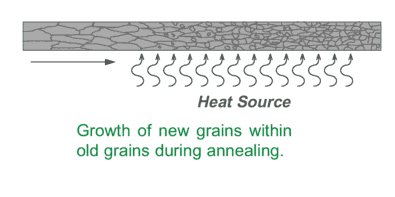 Heat Source
Growth of new grains within
old grains during annealing.